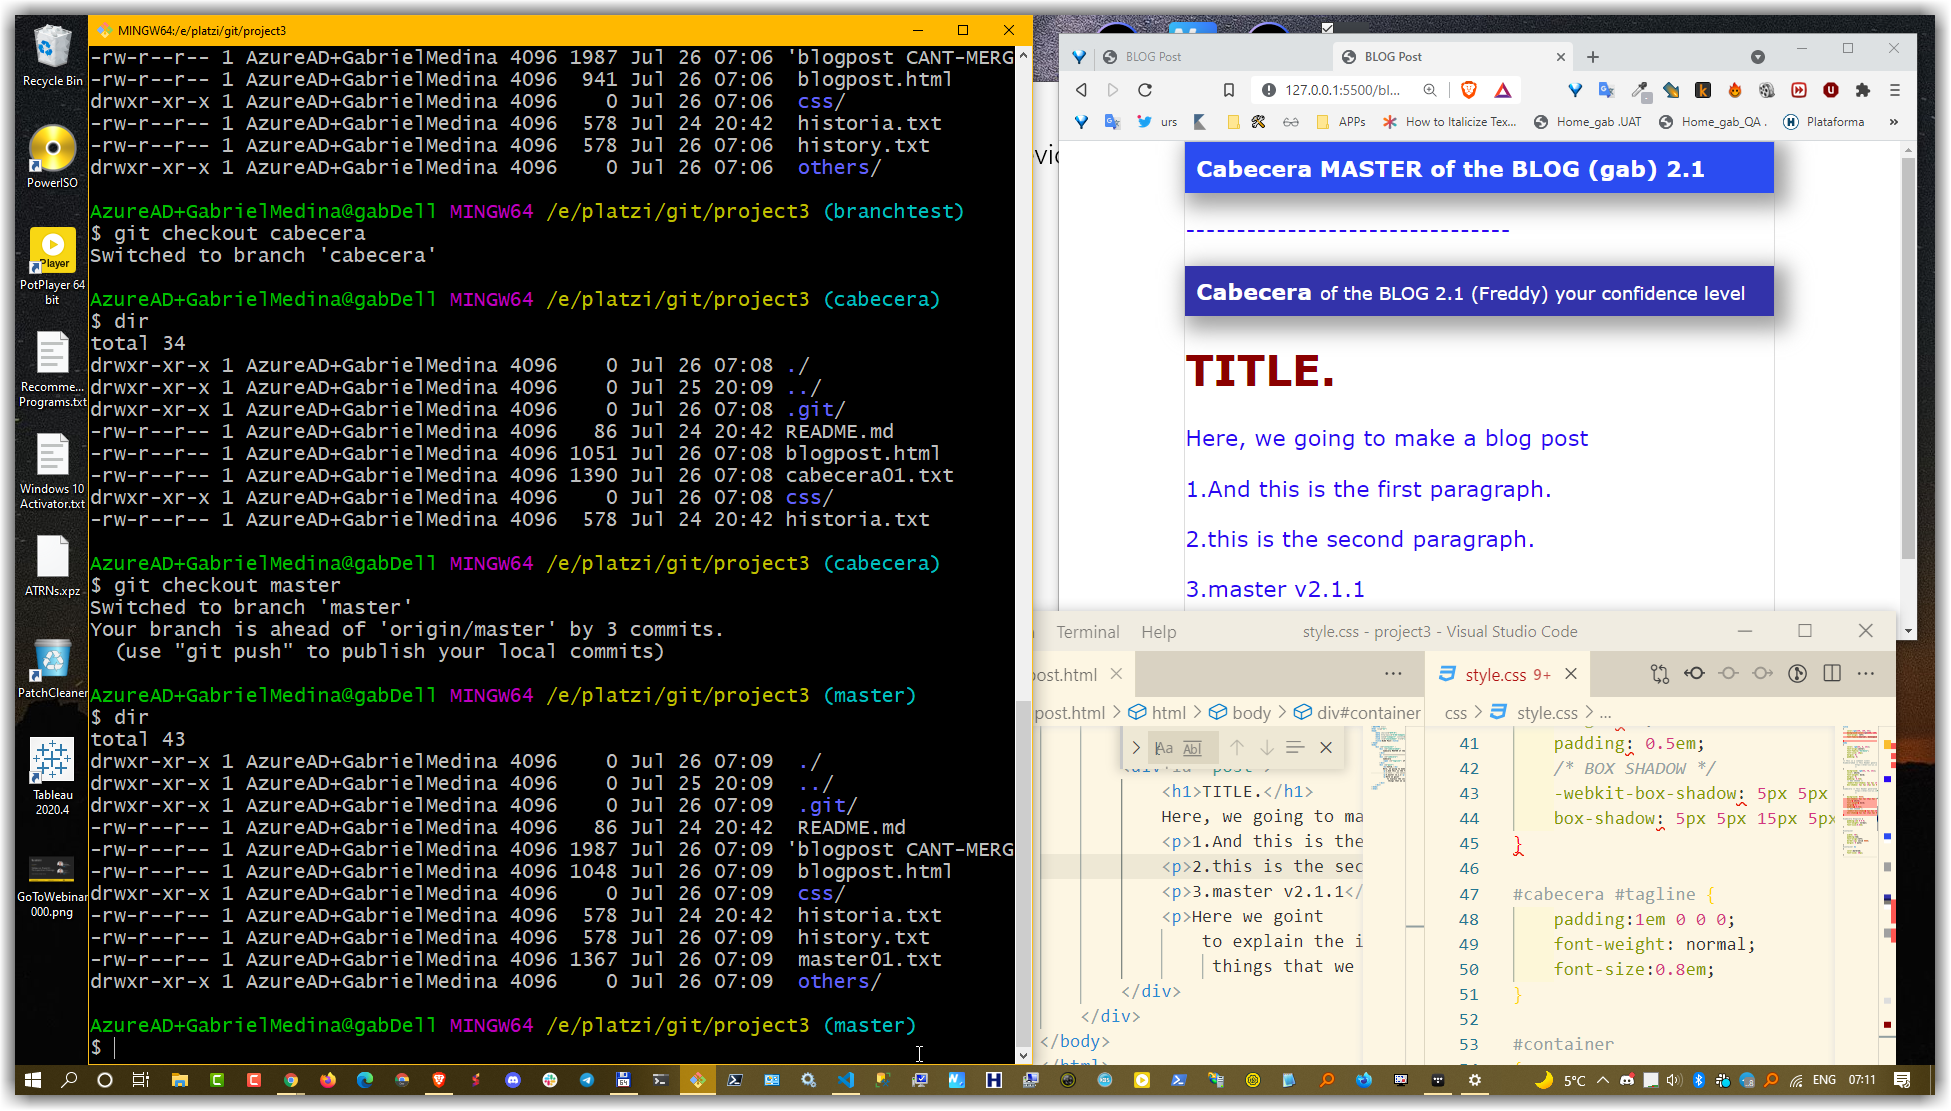 Recycle Bin
PowerISO
PotPlayer 64
bit
Recomme...
Programs.txt
Windows 10
Activator.txt
ATRNs.xpz
PatchCleaner
Tableau
2020.4
GoToWebinar
000.png
MINGW64:/e/platzi/git/project3
-rw-r--r-- 1 AzureAD+GabrielMedina 4096 1987 Jul 26 07:06 'blogpost CANT-MERG
-rw-r--r-- 1 AzureAD+GabrielMedina 4096  941 Jul 26 07:06  blogpost.html
drwxr-xr-x 1 AzureAD+GabrielMedina 4096    0 Jul 26 07:06  css/
-rw-r--r-- 1 AzureAD+GabrielMedina 4096  578 Jul 24 20:42  historia.txt
-rw-r--r-- 1 AzureAD+GabrielMedina 4096  578 Jul 26 07:06  history.txt
drwxr-xr-x 1 AzureAD+GabrielMedina 4096    0 Jul 26 07:06  others/
AzureAD+GabrielMedina@gabDell MINGW64 /e/platzi/git/project3 (branchtest)
$ git checkout cabecera
Switched to branch 'cabecera'
AzureAD+GabrielMedina@gabDell MINGW64 /e/platzi/git/project3 (cabecera)
$ dir
total 34
drwxr-xr-x 1 AzureAD+GabrielMedina 4096    0 Jul 26 07:08 ./
drwxr-xr-x 1 AzureAD+GabrielMedina 4096    0 Jul 25 20:09 ../
drwxr-xr-x 1 AzureAD+GabrielMedina 4096    0 Jul 26 07:08 .git/
-rw-r--r-- 1 AzureAD+GabrielMedina 4096   86 Jul 24 20:42 README.md
-rw-r--r-- 1 AzureAD+GabrielMedina 4096 1051 Jul 26 07:08 blogpost.html
-rw-r--r-- 1 AzureAD+GabrielMedina 4096 1390 Jul 26 07:08 cabecera01.txt
drwxr-xr-x 1 AzureAD+GabrielMedina 4096    0 Jul 26 07:08 css/
-rw-r--r-- 1 AzureAD+GabrielMedina 4096  578 Jul 24 20:42 historia.txt
AzureAD+GabrielMedina@gabDell MINGW64 /e/platzi/git/project3 (cabecera)
$ git checkout master
Switched to branch 'master'
Your branch is ahead of 'origin/master' by 3 commits.
  (use "git push" to publish your local commits)
AzureAD+GabrielMedina@gabDell MINGW64 /e/platzi/git/project3 (master)
$ dir
total 43
drwxr-xr-x 1 AzureAD+GabrielMedina 4096    0 Jul 26 07:09  ./
drwxr-xr-x 1 AzureAD+GabrielMedina 4096    0 Jul 25 20:09  ../
drwxr-xr-x 1 AzureAD+GabrielMedina 4096    0 Jul 26 07:09  .git/
-rw-r--r-- 1 AzureAD+GabrielMedina 4096   86 Jul 24 20:42  README.md
-rw-r--r-- 1 AzureAD+GabrielMedina 4096 1987 Jul 26 07:09 'blogpost CANT-MERG
-rw-r--r-- 1 AzureAD+GabrielMedina 4096 1048 Jul 26 07:09  blogpost.html
drwxr-xr-x 1 AzureAD+GabrielMedina 4096    0 Jul 26 07:09  css/
-rw-r--r-- 1 AzureAD+GabrielMedina 4096  578 Jul 24 20:42  historia.txt
-rw-r--r-- 1 AzureAD+GabrielMedina 4096  578 Jul 26 07:09  history.txt
-rw-r--r-- 1 AzureAD+GabrielMedina 4096 1367 Jul 26 07:09  master01.txt
drwxr-xr-x 1 AzureAD+GabrielMedina 4096    0 Jul 26 07:09  others/
AzureAD+GabrielMedina@gabDell MINGW64 /e/platzi/git/project3 (master)
$
BLOG Post
BLOG Post
127.0.0.1:5500/bl...
urs
APPs
How to Italicize Tex...
Home_gab .UAT
Home_gab_QA .
Plataforma
»
Cabecera MASTER of the BLOG (gab) 2.1
--------------------------------
Cabecera of the BLOG 2.1 (Freddy) your confidence level
TITLE.
Here, we going to make a blog post
1.And this is the first paragraph.
2.this is the second paragraph.
3.master v2.1.1
Terminal Help style.css - project3 - Visual Studio Code
post.html
style.css 9+
post.html > html > body > div#container
css > style.css > ...
Aa Abl
<h1>TITLE.</h1>
Here, we going to ma
<p>1.And this is the
<p>2.this is the sec
<p>3.master v2.1.1</
<p>Here we goint
to explain the i
things that we
</div>
</div>
</body>
</html>
41 padding: 0.5em;
42 /* BOX SHADOW */
43 -webkit-box-shadow: 5px 5px
44 box-shadow: 5px 5px 15px 5px
45 }
46
47 #cabecera #tagline {
48 padding:1em 0 0 0;
49 font-weight: normal;
50 font-size:0.8em;
51 }
52
53 #container
5°C
ENG
07:11